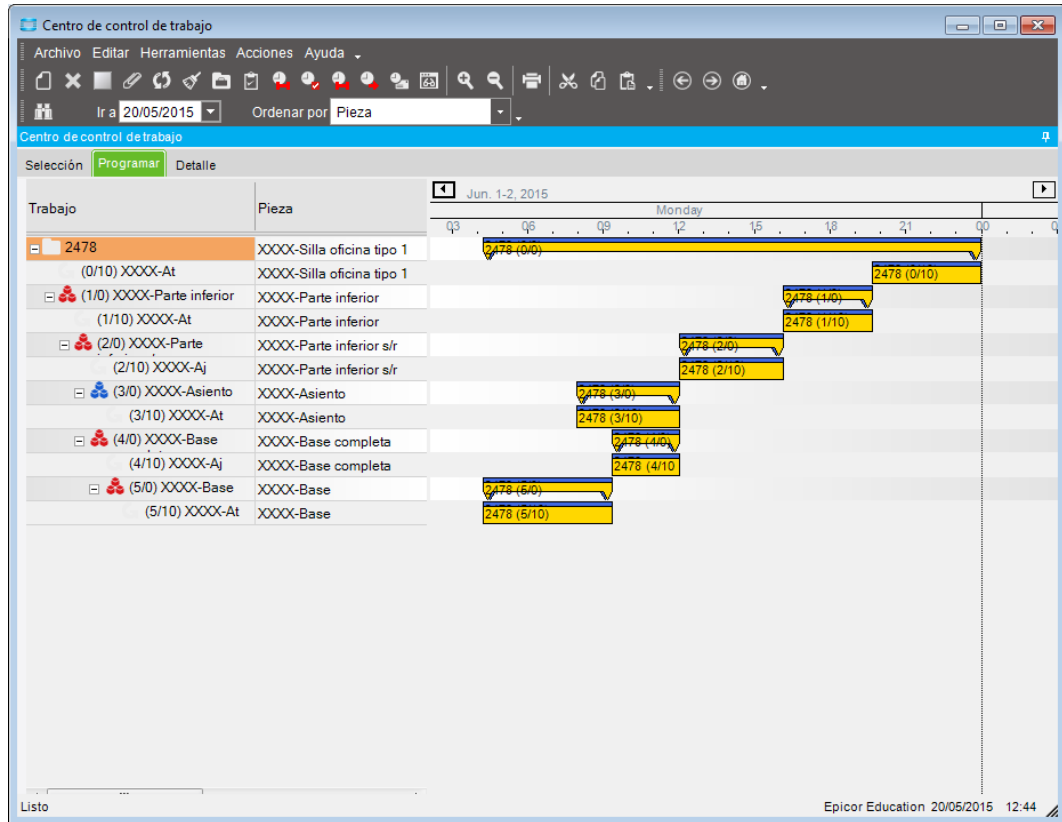 Centro de control de trabajo
Archivo Editar Herramientas Acciones Ayuda
Ir a 20/05/2015 Ordenar por Pieza
Centro de control de trabajo
Selección Programar Detalle
Jun. 1-2, 2015
Trabajo Pieza Monday
03 06 09 12 15 18 21 00
2478 XXXX-Silla oficina tipo 1 2478 (0/0)
(0/10) XXXX-At XXXX-Silla oficina tipo 1 2478 (0/10)
(1/0) XXXX-Parte inferior XXXX-Parte inferior 2478 (1/0)
(1/10) XXXX-At XXXX-Parte inferior 2478 (1/10)
(2/0) XXXX-Parte XXXX-Parte inferior s/r 2478 (2/0)
(2/10) XXXX-Aj XXXX-Parte inferior s/r 2478 (2/10)
(3/0) XXXX-Asiento XXXX-Asiento 2478 (3/0)
(3/10) XXXX-At XXXX-Asiento 2478 (3/10)
(4/0) XXXX-Base XXXX-Base completa 2478 (4/0)
(4/10) XXXX-Aj XXXX-Base completa 2478 (4/10
(5/0) XXXX-Base XXXX-Base 2478 (5/0)
(5/10) XXXX-At XXXX-Base 2478 (5/10)
Listo Epicor Education 20/05/2015 12:44